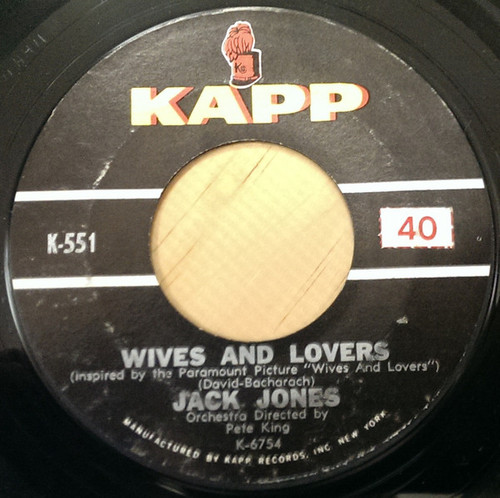 KAPP
K-551
40
WIVES AND LOVERS
(inspired by the Paramount Picture "Wives And Lovers")
(David-Bacharach)
JACK JONES
Orchestra Directed by
Pete King
K-6754
MANUFACTURED BY KAPP RECORDS, INC. NEW YORK